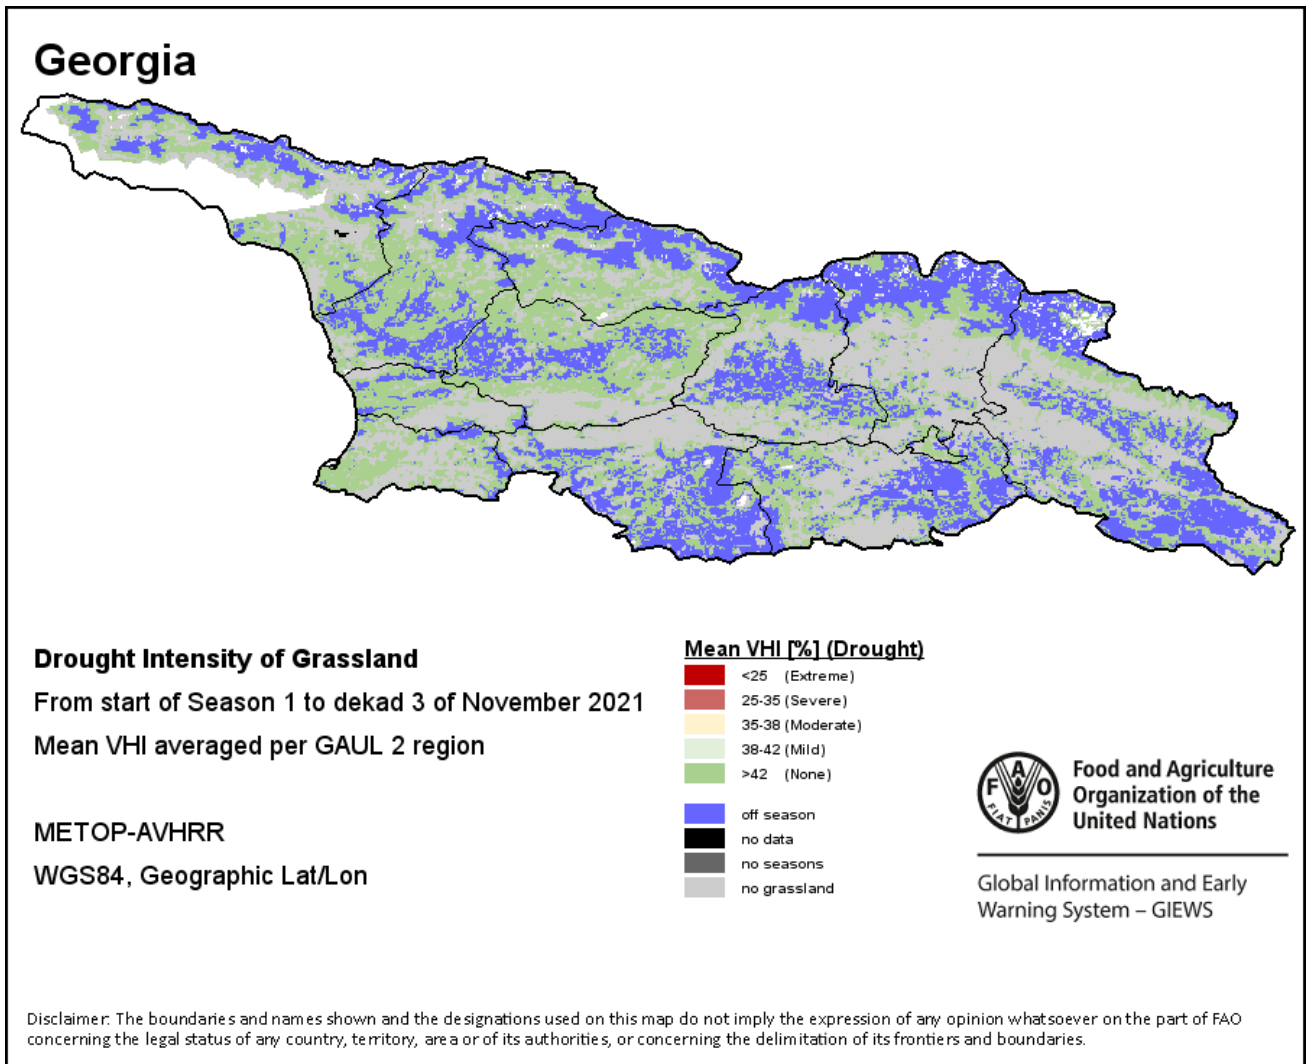 Georgia
Drought Intensity of Grassland
From start of Season 1 to dekad 3 of November 2021
Mean VHI averaged per GAUL 2 region
METOP-AVHRR
WGS84, Geographic Lat/Lon
Mean VHI [%] (Drought)
<25 (Extreme)
25-35 (Severe)
35-38 (Moderate)
38-42 (Mild)
>42 (None)
off season
no data
no seasons
no grassland
F A O
FIAT PANIS
Food and Agriculture
Organization of the
United Nations
Global Information and Early
Warning System – GIEWS
Disclaimer: The boundaries and names shown and the designations used on this map do not imply the expression of any opinion whatsoever on the part of FAO
concerning the legal status of any country, territory, area or of its authorities, or concerning the delimitation of its frontiers and boundaries.